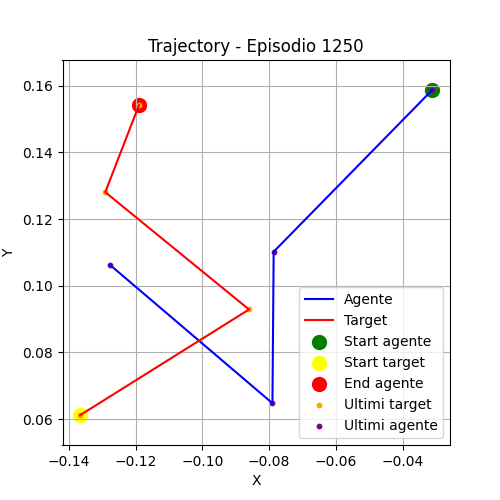 Trajectory - Episodio 1250
0.16
0.14
0.12
0.10
0.08
0.06
Y
Agente
Target
Start agente
Start target
End agente
Ultimi target
Ultimi agente
−0.14 −0.12 −0.10 −0.08 −0.06 −0.04
X